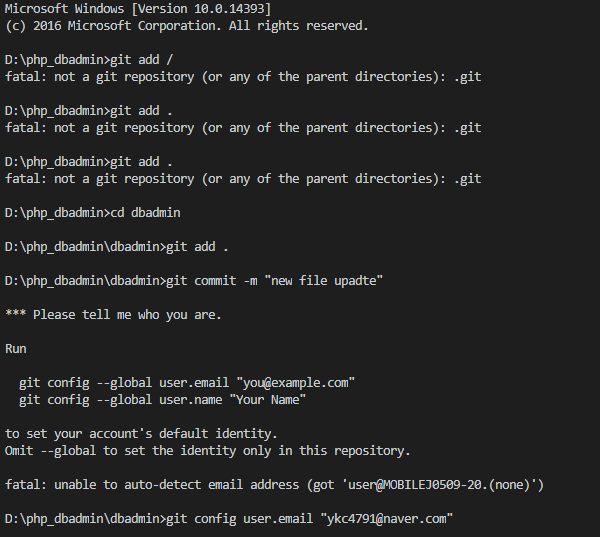 Microsoft Windows [Version 10.0.14393]
(c) 2016 Microsoft Corporation. All rights reserved.
D:\php_dbadmin>git add /
fatal: not a git repository (or any of the parent directories): .git
D:\php_dbadmin>git add .
fatal: not a git repository (or any of the parent directories): .git
D:\php_dbadmin>git add .
fatal: not a git repository (or any of the parent directories): .git
D:\php_dbadmin>cd dbadmin
D:\php_dbadmin\dbadmin>git add .
D:\php_dbadmin\dbadmin>git commit -m "new file upadte"
*** Please tell me who you are.
Run
  git config --global user.email "you@example.com"
  git config --global user.name "Your Name"
to set your account's default identity.
Omit --global to set the identity only in this repository.
fatal: unable to auto-detect email address (got 'user@MOBILEJ0509-20.(none)')
D:\php_dbadmin\dbadmin>git config user.email "ykc4791@naver.com"